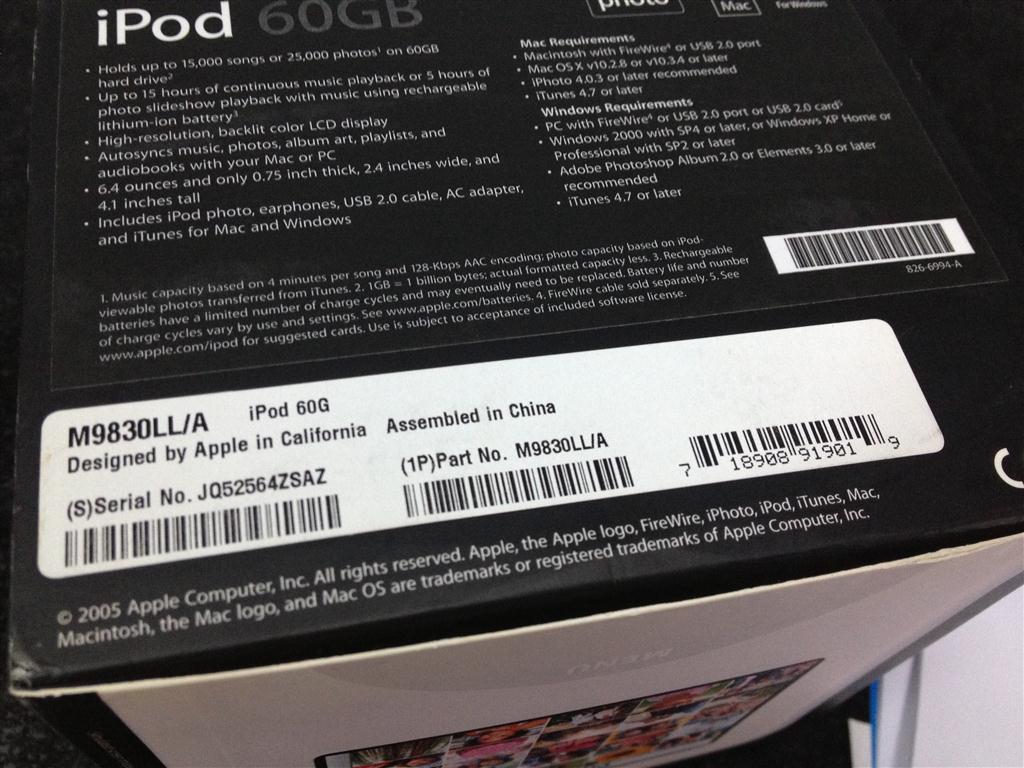 iPod 60GB
photo
Mac
For Windows
• Holds up to 15,000 songs or 25,000 photos¹ on 60GB
hard drive²
• Up to 15 hours of continuous music playback or 5 hours of
photo slideshow playback with music using rechargeable
lithium-ion battery³
• High-resolution, backlit color LCD display
• Autosyncs music, photos, album art, playlists, and
audiobooks with your Mac or PC
• 6.4 ounces and only 0.75 inch thick, 2.4 inches wide, and
4.1 inches tall
• Includes iPod photo, earphones, USB 2.0 cable, AC adapter,
and iTunes for Mac and Windows
Mac Requirements
• Macintosh with FireWire⁴ or USB 2.0 port
• Mac OS X v10.2.8 or v10.3.4 or later
• iPhoto 4.0.3 or later recommended
• iTunes 4.7 or later
Windows Requirements
• PC with FireWire⁴ or USB 2.0 port or USB 2.0 card⁵
• Windows 2000 with SP4 or later, or Windows XP Home or
Professional with SP2 or later
• Adobe Photoshop Album 2.0 or Elements 3.0 or later
recommended
• iTunes 4.7 or later
826-6994-A
1. Music capacity based on 4 minutes per song and 128-Kbps AAC encoding; photo capacity based on iPod-
viewable photos transferred from iTunes. 2. 1GB = 1 billion bytes; actual formatted capacity less. 3. Rechargeable
batteries have a limited number of charge cycles and may eventually need to be replaced. Battery life and number
of charge cycles vary by use and settings. See www.apple.com/batteries. 4. FireWire cable sold separately. 5. See
www.apple.com/ipod for suggested cards. Use is subject to acceptance of included software license.
M9830LL/A iPod 60G
Designed by Apple in California Assembled in China
(S)Serial No. JQ52564ZSAZ
(1P)Part No. M9830LL/A
7 18908 91901 9
© 2005 Apple Computer, Inc. All rights reserved. Apple, the Apple logo, FireWire, iPhoto, iPod, iTunes, Mac,
Macintosh, the Mac logo, and Mac OS are trademarks or registered trademarks of Apple Computer, Inc.
MENU